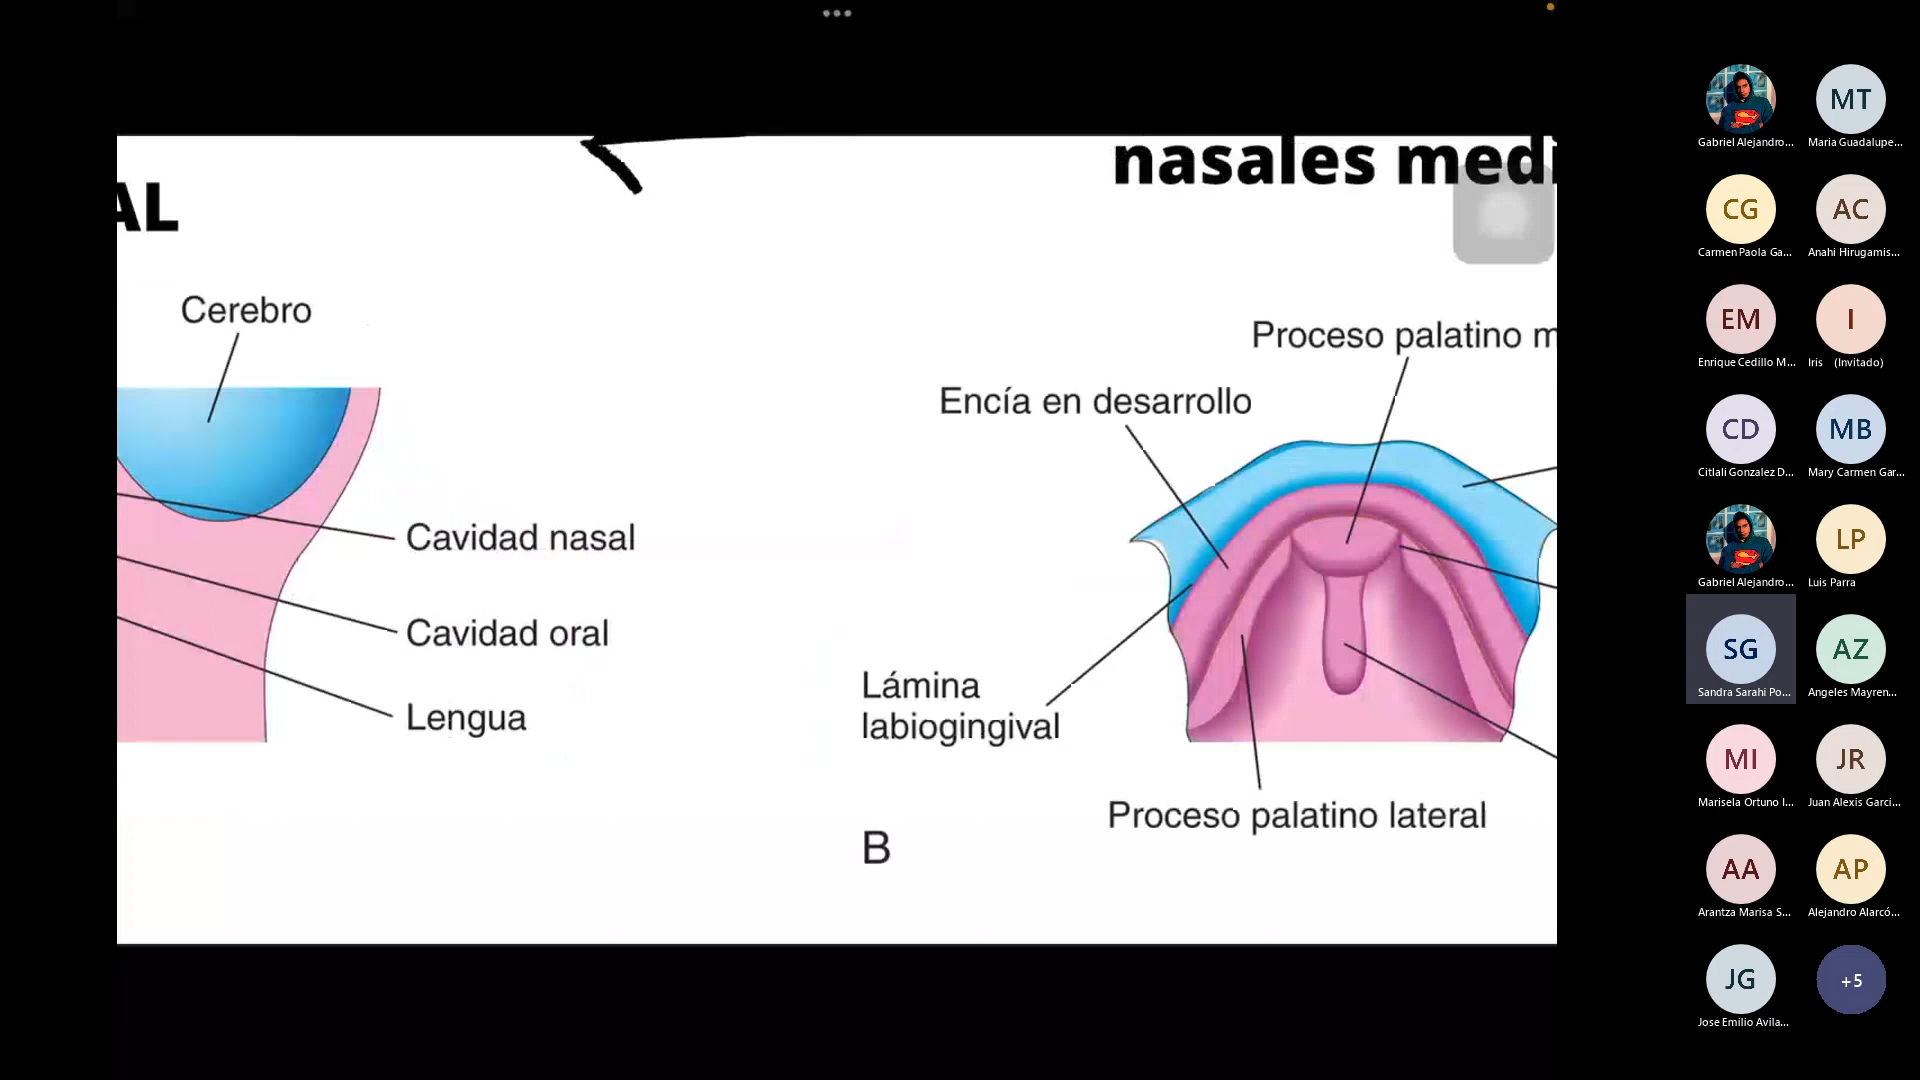 nasales medi
AL
Cerebro
Proceso palatino m
Encía en desarrollo
Cavidad nasal
Cavidad oral
Lengua
Lámina
labiogingival
Proceso palatino lateral
B
Gabriel Alejandro...
MT
Maria Guadalupe...
CG
Carmen Paola Ga...
AC
Anahi Hirugamis...
EM
Enrique Cedillo M...
I
Iris (Invitado)
CD
Citlali Gonzalez D...
MB
Mary Carmen Gar...
Gabriel Alejandro...
LP
Luis Parra
SG
Sandra Sarahi Po...
AZ
Angeles Mayren...
MI
Marisela Ortuno I...
JR
Juan Alexis Garci...
AA
Arantza Marisa S...
AP
Alejandro Alarcó...
JG
Jose Emilio Avila...
+5